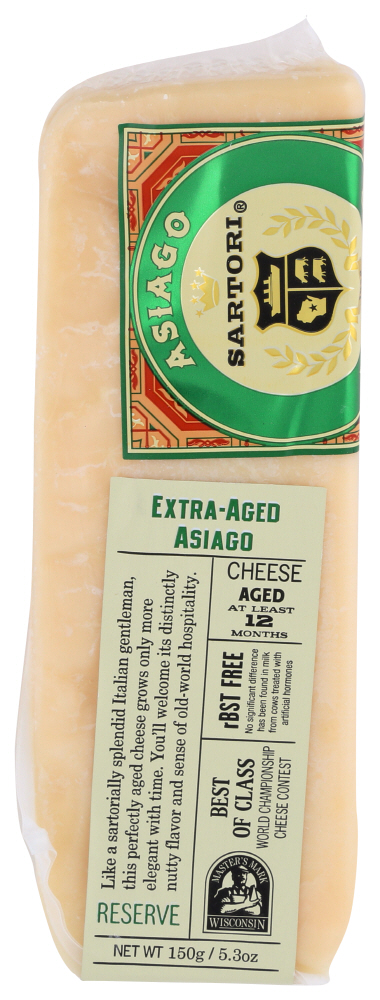 ASIAGO
SARTORI®
EXTRA-AGED
ASIAGO
Like a sartorially splendid Italian gentleman,
this perfectly aged cheese grows only more
elegant with time. You'll welcome its distinctly
nutty flavor and sense of old-world hospitality.
RESERVE
CHEESE
AGED
AT LEAST
12
MONTHS
rBST FREE
No significant difference
has been found in milk
from cows treated with
artificial hormones
BEST
OF CLASS
WORLD CHAMPIONSHIP
CHEESE CONTEST
MASTER'S MARK
WISCONSIN
NET WT 150g / 5.3oz